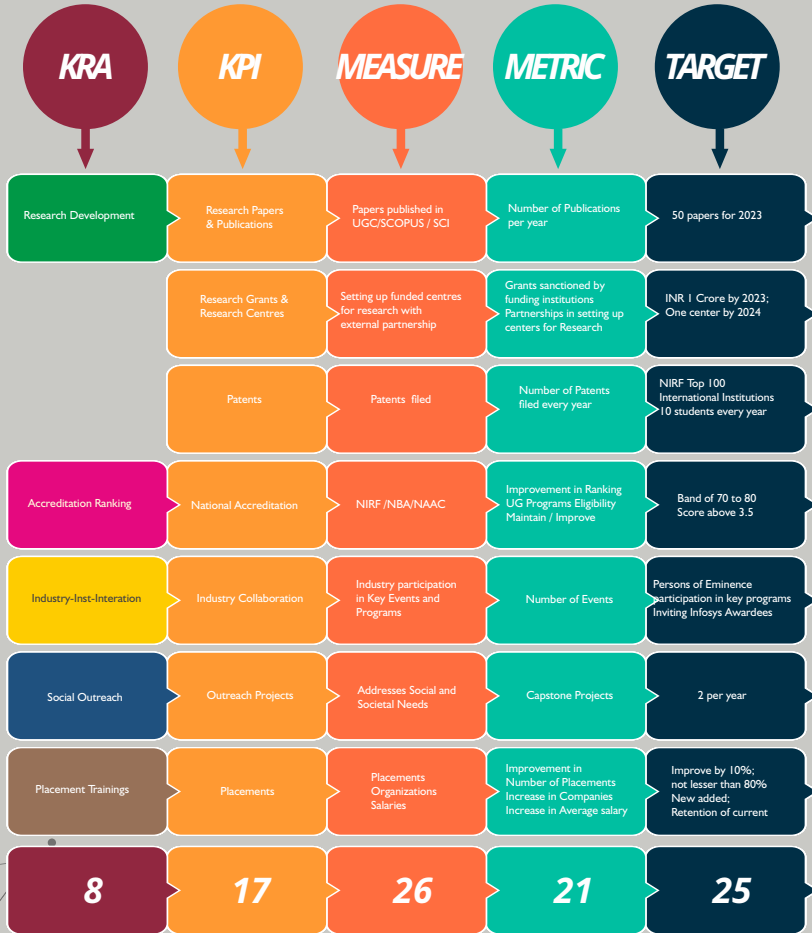 KRA
KPI
MEASURE
METRIC
TARGET
Research Development
Research Papers
& Publications
Papers published in
UGC/SCOPUS / SCI
Number of Publications
per year
50 papers for 2023
Research Grants &
Research Centres
Setting up funded centres
for research with
external partnership
Grants sanctioned by
funding institutions
Partnerships in setting up
centers for Research
INR 1 Crore by 2023;
One center by 2024
Patents
Patents filed
Number of Patents
filed every year
NIRF Top 100
International Institutions
10 students every year
Accreditation Ranking
National Accreditation
NIRF /NBA/NAAC
Improvement in Ranking
UG Programs Eligibility
Maintain / Improve
Band of 70 to 80
Score above 3.5
Industry-Inst-Interation
Industry Collaboration
Industry participation
in Key Events and
Programs
Number of Events
Persons of Eminence
participation in key programs
Inviting Infosys Awardees
Social Outreach
Outreach Projects
Addresses Social and
Societal Needs
Capstone Projects
2 per year
Placement Trainings
Placements
Placements
Organizations
Salaries
Improvement in
Number of Placements
Increase in Companies
Increase in Average salary
Improve by 10%;
not lesser than 80%
New added;
Retention of current
8
17
26
21
25